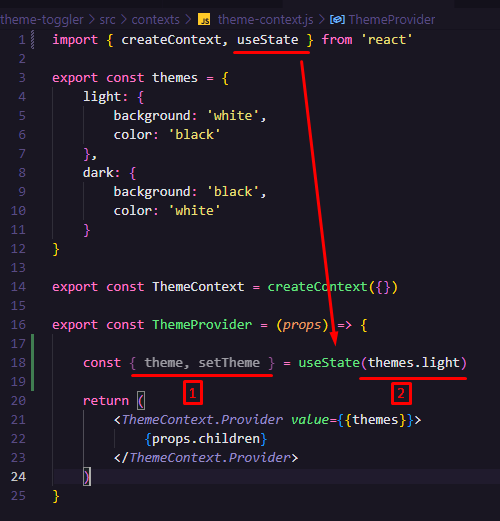 theme-toggler > src > contexts > JS theme-context.js > ThemeProvider
1 import { createContext, useState } from 'react'
2
3 export const themes = {
4 light: {
5 background: 'white',
6 color: 'black'
7 },
8 dark: {
9 background: 'black',
10 color: 'white'
11 }
12 }
13
14 export const ThemeContext = createContext({})
15
16 export const ThemeProvider = (props) => {
17
18 const { theme, setTheme } = useState(themes.light)
19
1 2
20 return (
21 <ThemeContext.Provider value={{themes}}>
22 {props.children}
23 </ThemeContext.Provider>
24 )
25 }